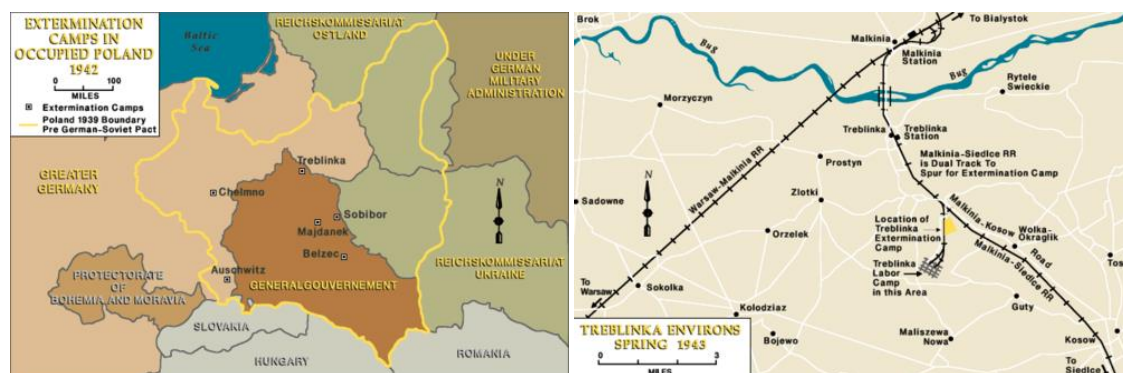 EXTERMINATION
CAMPS IN
OCCUPIED POLAND
1942
0 100
MILES
Extermination Camps
Poland 1939 Boundary
Pre German-Soviet Pact
Baltic
Sea
REICHSKOMMISSARIAT
OSTLAND
UNDER
GERMAN
MILITARY
ADMINISTRATION
GREATER
GERMANY
Treblinka
Chelmno
Sobibor
Majdanek
Belzec
N
Auschwitz
GENERALGOUVERNEMENT
REICHSKOMMISSARIAT
UKRAINE
PROTECTORATE
OF
BOHEMIA AND MORAVIA
SLOVAKIA
HUNGARY
ROMANIA
Brok
To Bialystok
Malkinia
Malkinia
Station
Bug
Bug
Rytele
Swieckie
Morzyczyn
Treblinka
Treblinka
Station
Warsaw-Malkinia RR
Malkinia-Siedlce RR
is Dual Track To
Spur for Extermination Camp
Prostyn
N
Zlotki
Sadowne
Malkinia-Kosow
Road
Location of
Treblinka
Extermination
Camp
Wolka-
Okraglik
Orzelek
Malkinia-Siedlce RR
Tos
Treblinka
Labor
Camp
in this Area
To
Warsaw
Sokolka
Guty
Kolodziaz
Bojewo
Maliszewa
Nowa
Kosow
To
Siedlce
TREBLINKA ENVIRONS
SPRING 1943
0 3
MILES